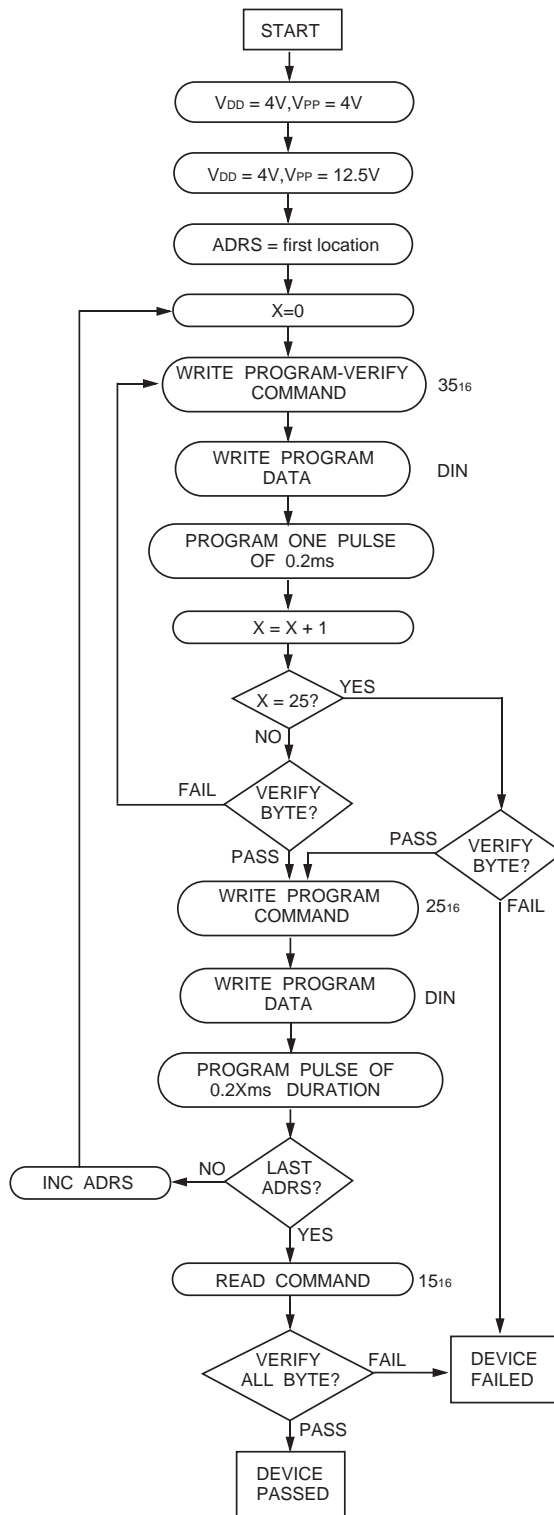 START
VDD = 4V,VPP = 4V
VDD = 4V,VPP = 12.5V
ADRS = first location
X=0
WRITE PROGRAM-VERIFY
COMMAND
3516
WRITE PROGRAM
DATA
DIN
PROGRAM ONE PULSE
OF 0.2ms
X = X + 1
X = 25?
YES
NO
FAIL
VERIFY
BYTE?
PASS
PASS
VERIFY
BYTE?
FAIL
WRITE PROGRAM
COMMAND
2516
WRITE PROGRAM
DATA
DIN
PROGRAM PULSE OF
0.2Xms DURATION
INC ADRS
NO
LAST
ADRS?
YES
READ COMMAND
1516
VERIFY
ALL BYTE?
FAIL
DEVICE
FAILED
PASS
DEVICE
PASSED